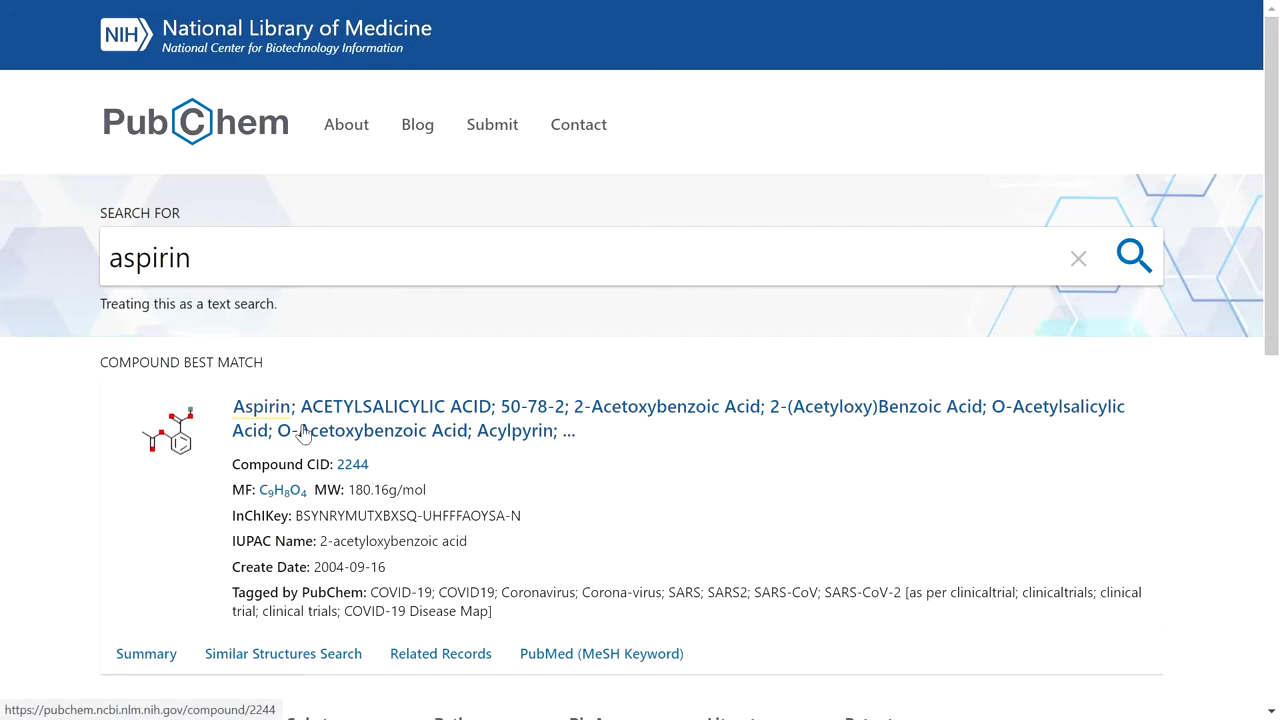 NIH National Library of Medicine
National Center for Biotechnology Information
PubChem About Blog Submit Contact
SEARCH FOR
aspirin
Treating this as a text search.
COMPOUND BEST MATCH
Aspirin; ACETYLSALICYLIC ACID; 50-78-2; 2-Acetoxybenzoic Acid; 2-(Acetyloxy)Benzoic Acid; O-Acetylsalicylic
Acid; O-Acetoxybenzoic Acid; Acylpyrin; ...
Compound CID: 2244
MF: C₉H₈O₄ MW: 180.16g/mol
InChIKey: BSYNRYMUTXBXSQ-UHFFFAOYSA-N
IUPAC Name: 2-acetyloxybenzoic acid
Create Date: 2004-09-16
Tagged by PubChem: COVID-19; COVID19; Coronavirus; Corona-virus; SARS; SARS2; SARS-CoV; SARS-CoV-2 [as per clinicaltrial; clinicaltrials; clinical
trial; clinical trials; COVID-19 Disease Map]
Summary Similar Structures Search Related Records PubMed (MeSH Keyword)
https://pubchem.ncbi.nlm.nih.gov/compound/2244